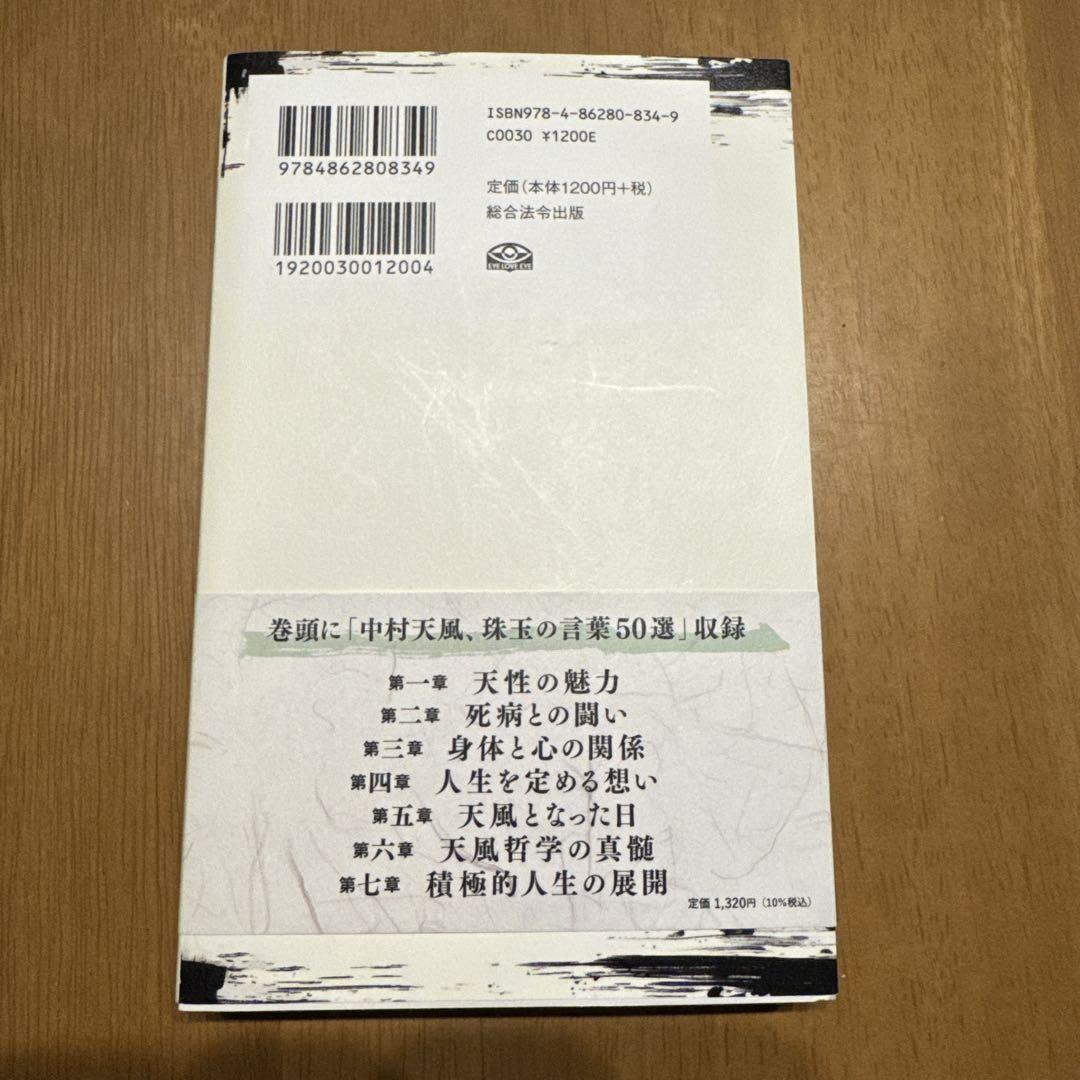 9784862808349
1920030012004
ISBN978-4-86280-834-9
C0030 ¥1200E
定価(本体1200円+税)
総合法令出版
EYE LOVE EYE
巻頭に「中村天風、珠玉の言葉50選」収録
第一章 天性の魅力
第二章 死病との闘い
第三章 身体と心の関係
第四章 人生を定める想い
第五章 天風となった日
第六章 天風哲学の真髄
第七章 積極的人生の展開
定価 1,320円(10%税込)